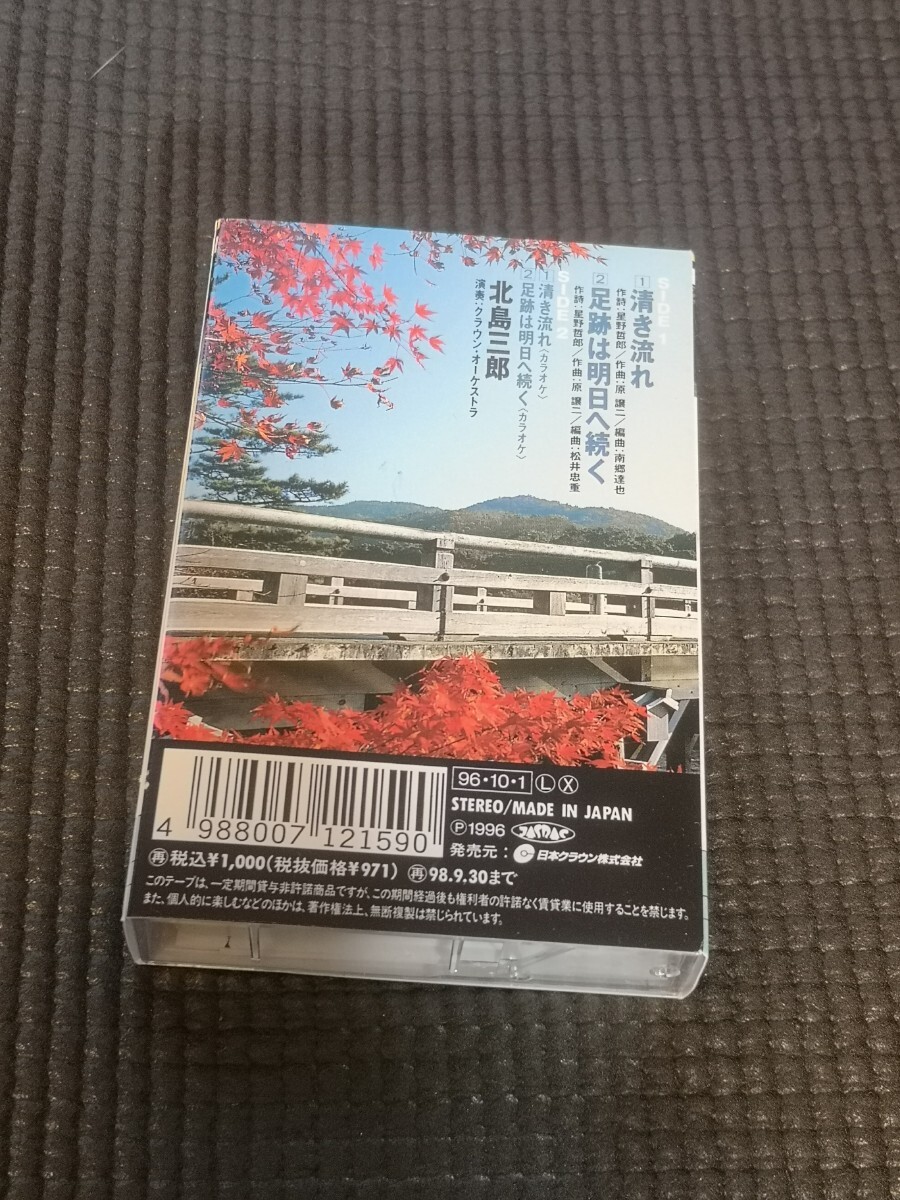 SIDE 1
1 清き流れ
作詩:星野哲郎/作曲:原 譲二/編曲:南郷達也
2 足跡は明日へ続く
作詩:星野哲郎/作曲:原 譲二/編曲:松井忠重
SIDE 2
1 清き流れ〈カラオケ〉
2 足跡は明日へ続く〈カラオケ〉
北島三郎
演奏:クラウン・オーケストラ
4 988007 121590
96・10・1 L X
STEREO/MADE IN JAPAN
Ⓟ1996 JASRAC
発売元: 日本クラウン株式会社
再税込¥1,000(税抜価格¥971) 再98.9.30まで
このテープは、一定期間貸与非許諾商品ですが、この期間経過後も権利者の許諾なく賃貸業に使用することを禁じます。
また、個人的に楽しむなどのほかは、著作権法上、無断複製は禁じられています。